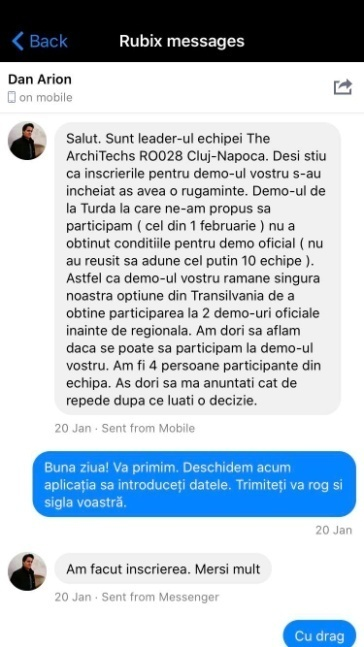 Back
Rubix messages
Dan Arion
on mobile
Salut. Sunt leader-ul echipei The
ArchiTechs RO028 Cluj-Napoca. Desi stiu
ca inscrierile pentru demo-ul vostru s-au
incheiat as avea o rugaminte. Demo-ul de
la Turda la care ne-am propus sa
participam ( cel din 1 februarie ) nu a
obtinut conditiile pentru demo oficial ( nu
au reusit sa adune cel putin 10 echipe ).
Astfel ca demo-ul vostru ramane singura
noastra optiune din Transilvania de a
obtine participarea la 2 demo-uri oficiale
inainte de regionala. Am dori sa aflam
daca se poate sa participam la demo-ul
vostru. Am fi 4 persoane participante din
echipa. As dori sa ma anuntati cat de
repede dupa ce luati o decizie.
20 Jan · Sent from Mobile
Buna ziua! Va primim. Deschidem acum
aplicația sa introduceți datele. Trimiteți va rog si
sigla voastră.
20 Jan
Am facut inscrierea. Mersi mult
20 Jan · Sent from Messenger
Cu drag